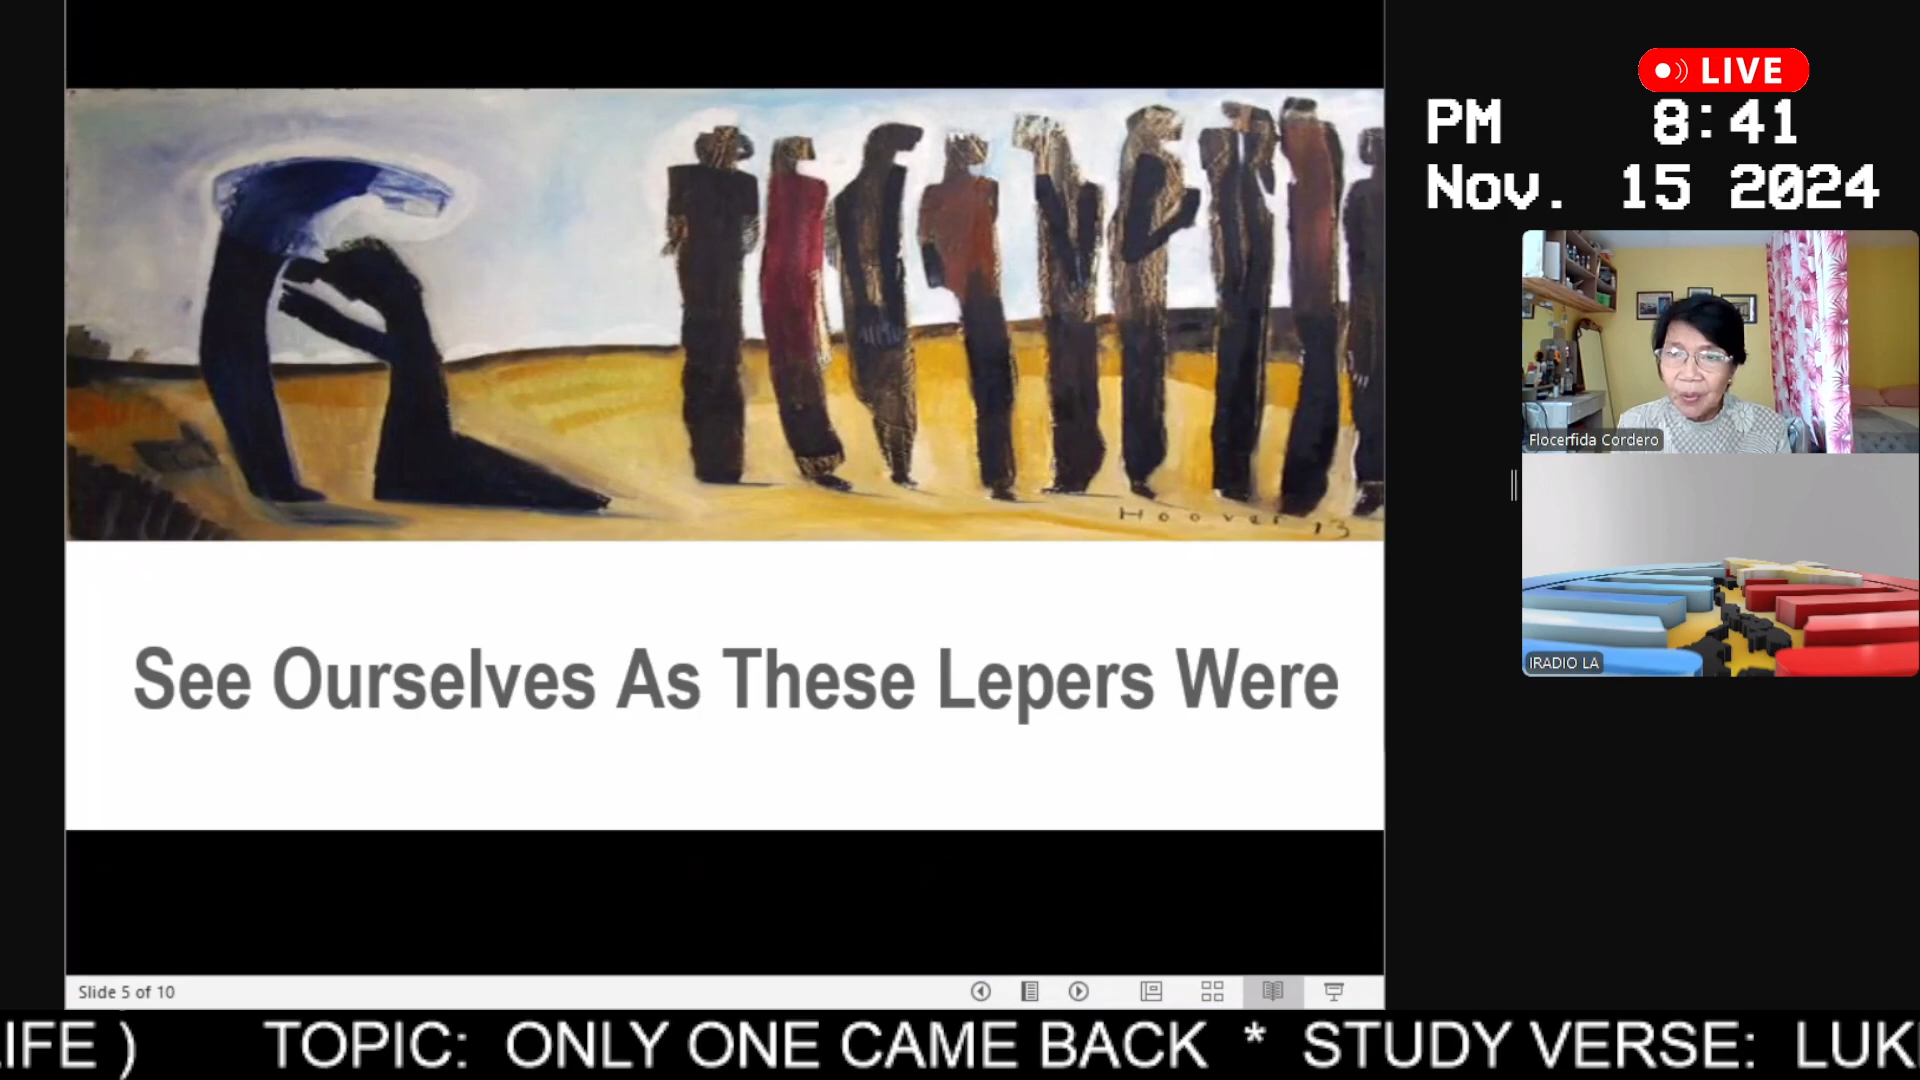 LIVE
PM 8:41
Nov. 15 2024
Hoover 13
See Ourselves As These Lepers Were
Flocerfida Cordero
IRADIO LA
Slide 5 of 10
LIFE ) TOPIC: ONLY ONE CAME BACK * STUDY VERSE: LUK